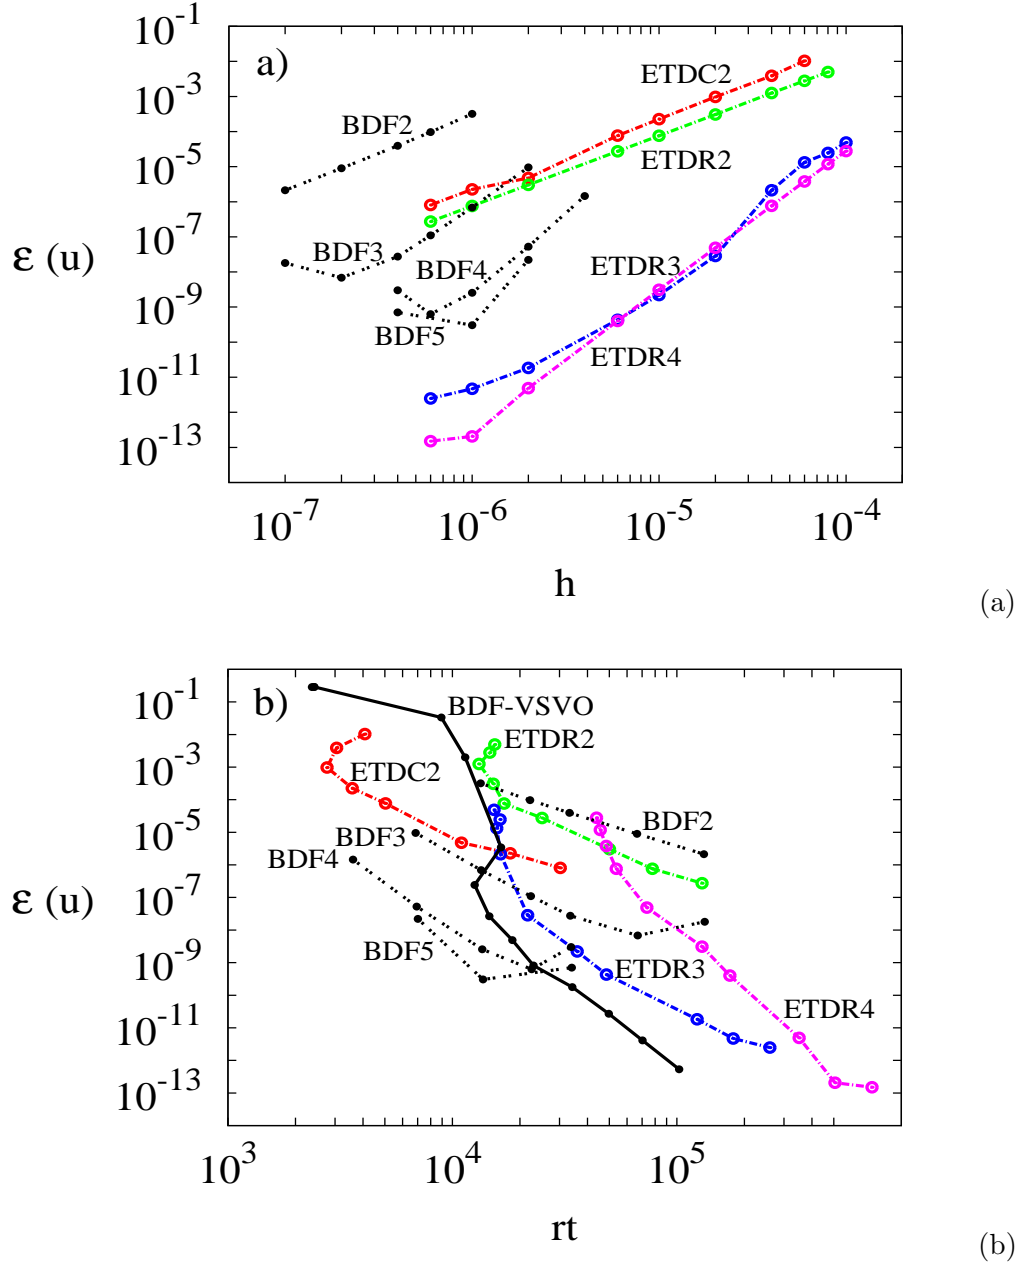 10^-1
a)
ETDC2
10^-3
BDF2
ETDR2
10^-5
10^-7
BDF3
ε (u)
BDF4
ETDR3
10^-9
BDF5
ETDR4
10^-11
10^-13
10^-7 10^-6 10^-5 10^-4
h
(a)
10^-1
b)
BDF-VSVO
ETDR2
10^-3
ETDC2
BDF2
10^-5
BDF3
BDF4
10^-7
ε (u)
BDF5
ETDR3
10^-9
ETDR4
10^-11
10^-13
10^3 10^4 10^5
rt
(b)